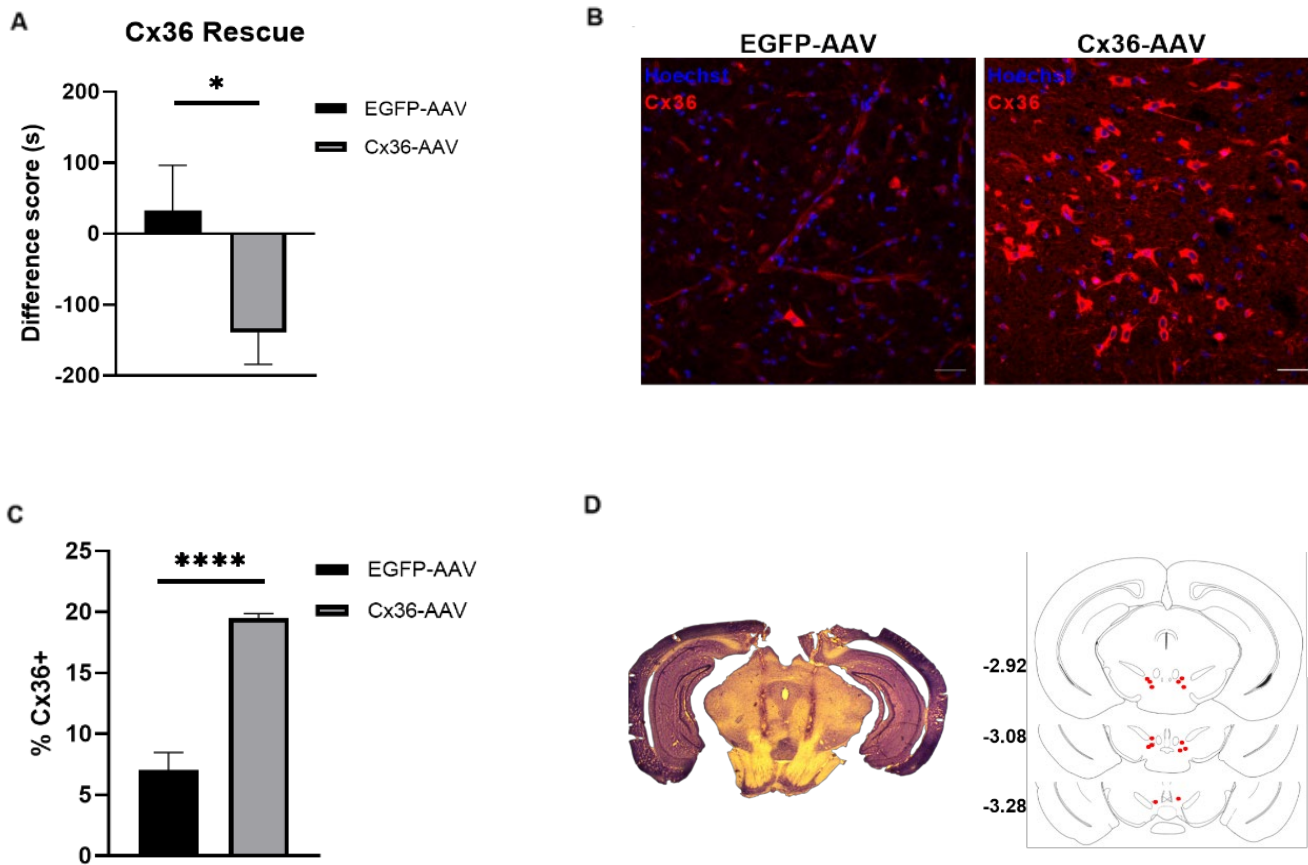 A
Cx36 Rescue
200
100
0
-100
-200
Difference score (s)
*
EGFP-AAV
Cx36-AAV
B
EGFP-AAV
Hoechst
Cx36
Cx36-AAV
Hoechst
Cx36
C
25
20
15
10
5
0
% Cx36+
****
EGFP-AAV
Cx36-AAV
D
-2.92
-3.08
-3.28